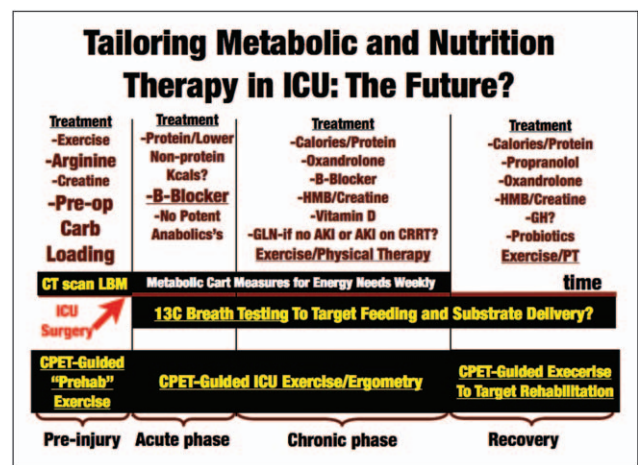 Tailoring Metabolic and Nutrition
Therapy in ICU: The Future?
Treatment
-Exercise
-Arginine
-Creatine
-Pre-op
Carb
Loading
Treatment
-Protein/Lower
Non-protein
Kcals?
-B-Blocker
-No Potent
Anabolics's
Treatment
-Calories/Protein
-Oxandrolone
-B-Blocker
-HMB/Creatine
-Vitamin D
-GLN-if no AKI or AKI on CRRT?
Exercise/Physical Therapy
Treatment
-Calories/Protein
-Propranolol
-Oxandrolone
-HMB/Creatine
-GH?
-Probiotics
Exercise/PT
CT scan LBM
Metabolic Cart Measures for Energy Needs Weekly
time
ICU
Surgery
13C Breath Testing To Target Feeding and Substrate Delivery?
CPET-Guided
"Prehab"
Exercise
CPET-Guided ICU Exercise/Ergometry
CPET-Guided Execerise
To Target Rehabilitation
Pre-injury
Acute phase
Chronic phase
Recovery